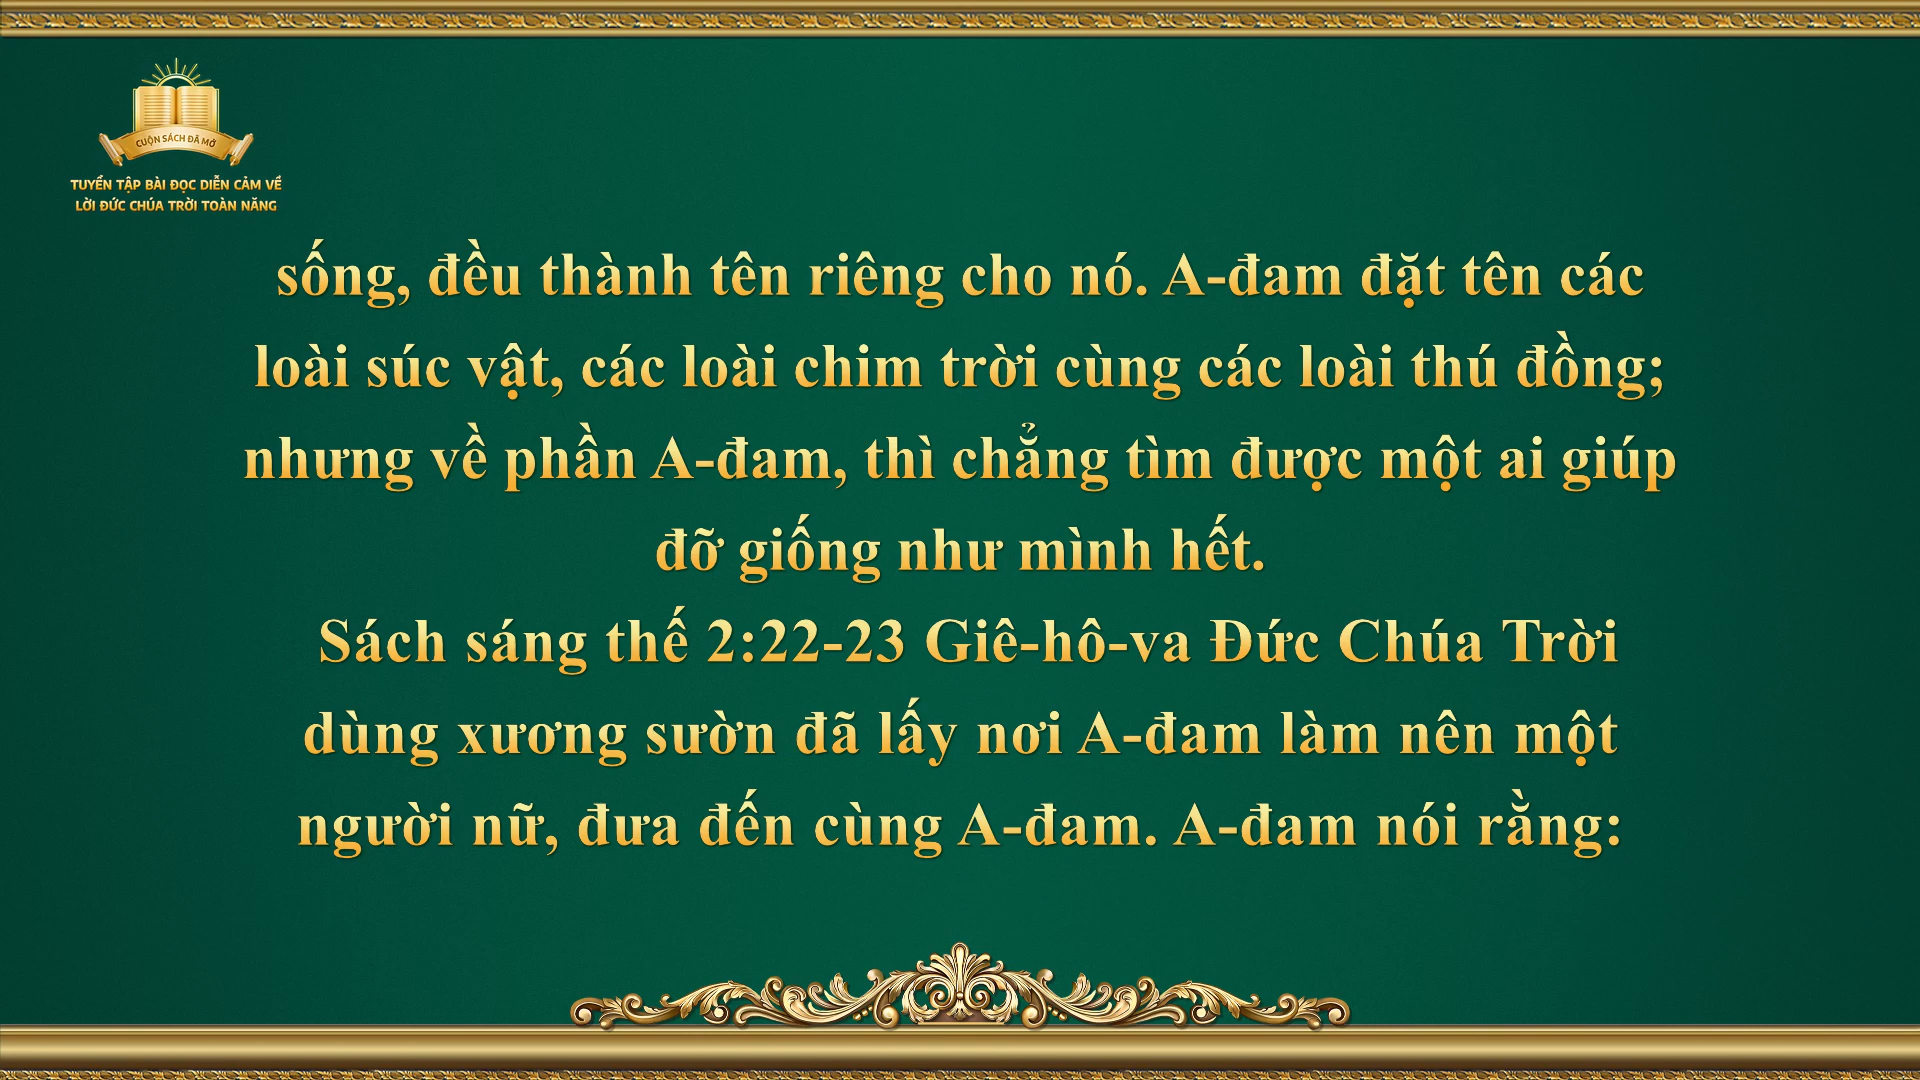 CUỘN SÁCH ĐÃ MỞ
TUYỂN TẬP BÀI ĐỌC DIỄN CẢM VỀ
LỜI ĐỨC CHÚA TRỜI TOÀN NĂNG
sống, đều thành tên riêng cho nó. A-đam đặt tên các
loài súc vật, các loài chim trời cùng các loài thú đồng;
nhưng về phần A-đam, thì chẳng tìm được một ai giúp
đỡ giống như mình hết.
Sách sáng thế 2:22-23 Giê-hô-va Đức Chúa Trời
dùng xương sườn đã lấy nơi A-đam làm nên một
người nữ, đưa đến cùng A-đam. A-đam nói rằng: